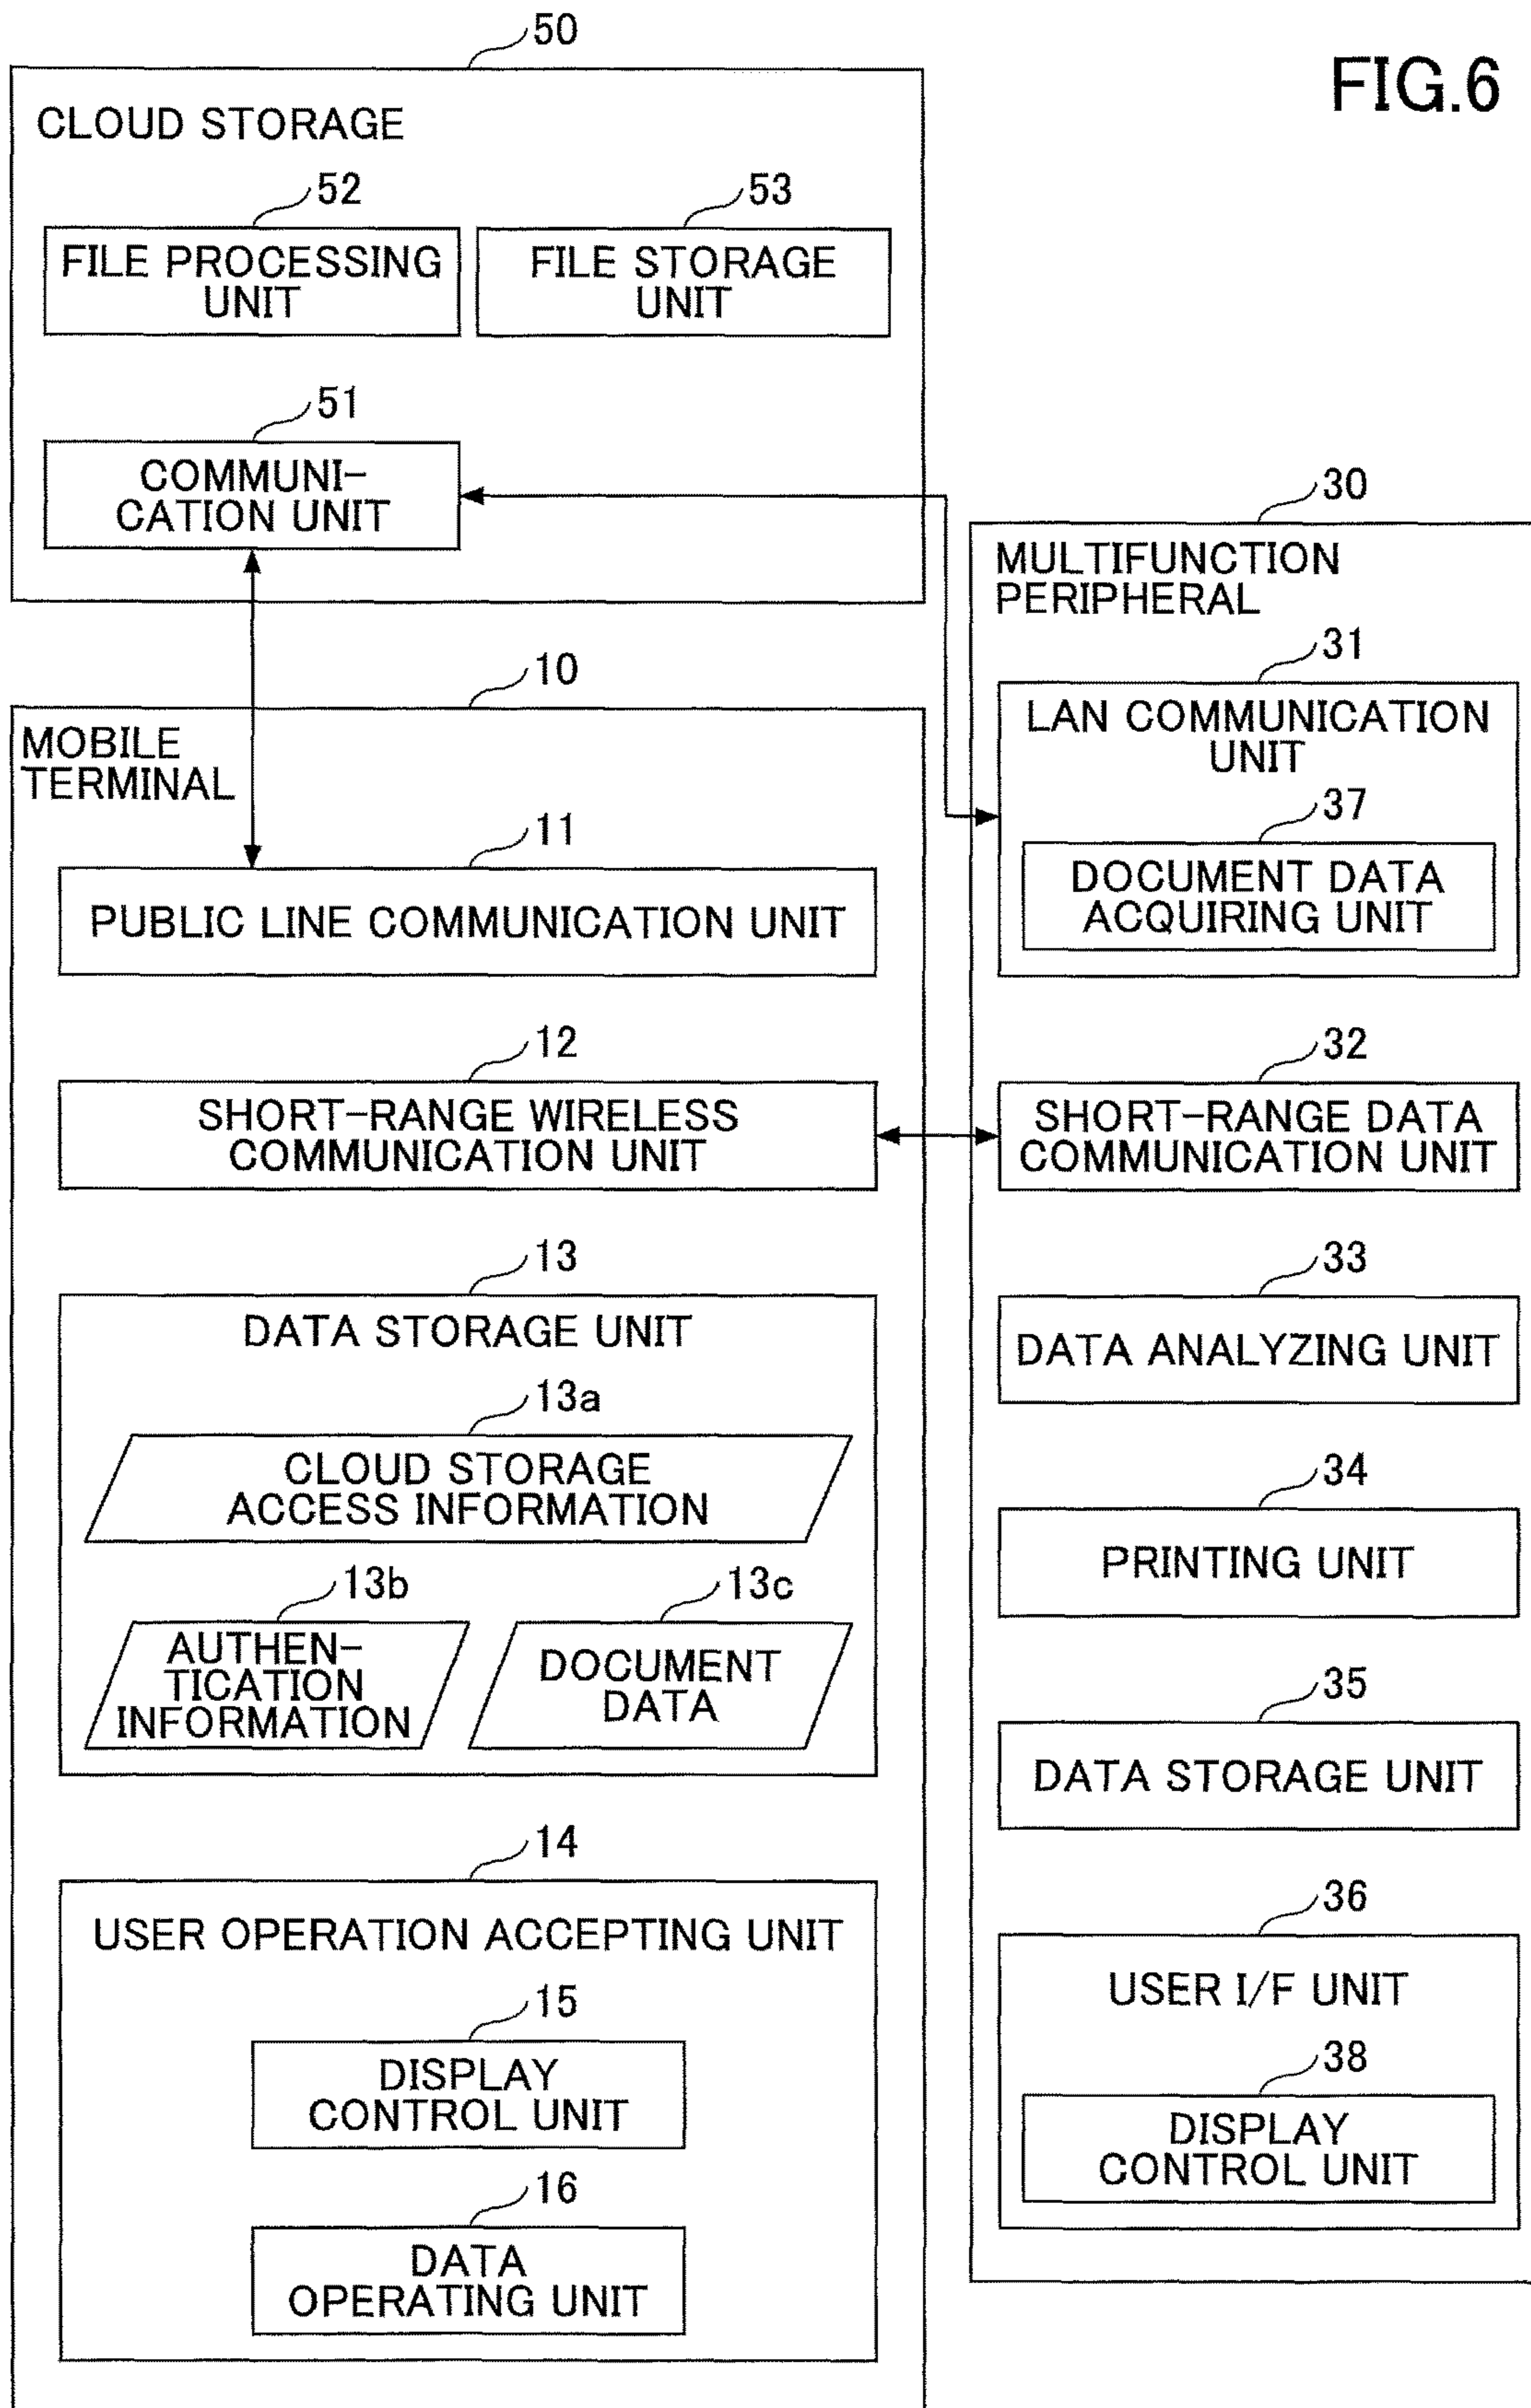 FIG.6
50
CLOUD STORAGE
52
FILE PROCESSING
UNIT
53
FILE STORAGE
UNIT
51
COMMUNI-
CATION UNIT
10
MOBILE
TERMINAL
11
PUBLIC LINE COMMUNICATION UNIT
12
SHORT-RANGE WIRELESS
COMMUNICATION UNIT
13
DATA STORAGE UNIT
13a
CLOUD STORAGE
ACCESS INFORMATION
13b
AUTHEN-
TICATION
INFORMATION
13c
DOCUMENT
DATA
14
USER OPERATION ACCEPTING UNIT
15
DISPLAY
CONTROL UNIT
16
DATA
OPERATING UNIT
30
MULTIFUNCTION
PERIPHERAL
31
LAN COMMUNICATION
UNIT
37
DOCUMENT DATA
ACQUIRING UNIT
32
SHORT-RANGE DATA
COMMUNICATION UNIT
33
DATA ANALYZING UNIT
34
PRINTING UNIT
35
DATA STORAGE UNIT
36
USER I/F UNIT
38
DISPLAY
CONTROL UNIT